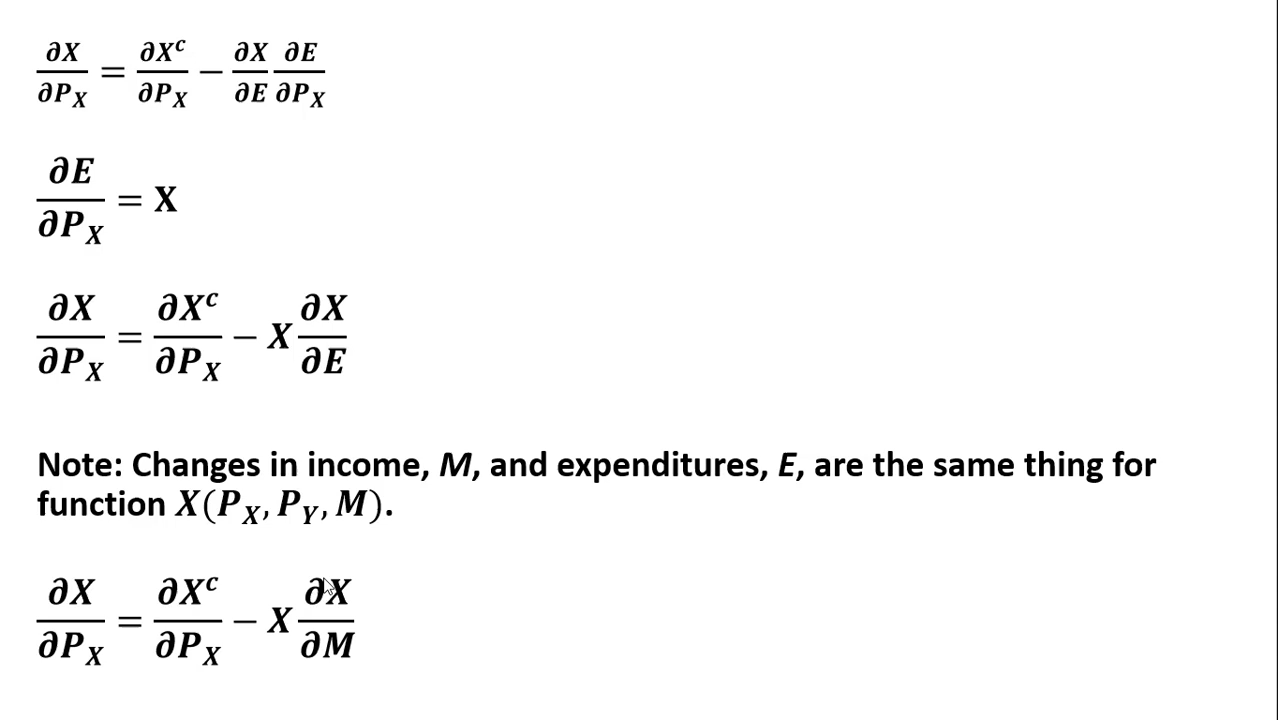 ∂X/∂P_X = ∂X^c/∂P_X − ∂X/∂E ∂E/∂P_X
∂E/∂P_X = X
∂X/∂P_X = ∂X^c/∂P_X − X ∂X/∂E
Note: Changes in income, M, and expenditures, E, are the same thing for
function X(P_X, P_Y, M).
∂X/∂P_X = ∂X^c/∂P_X − X ∂X/∂M